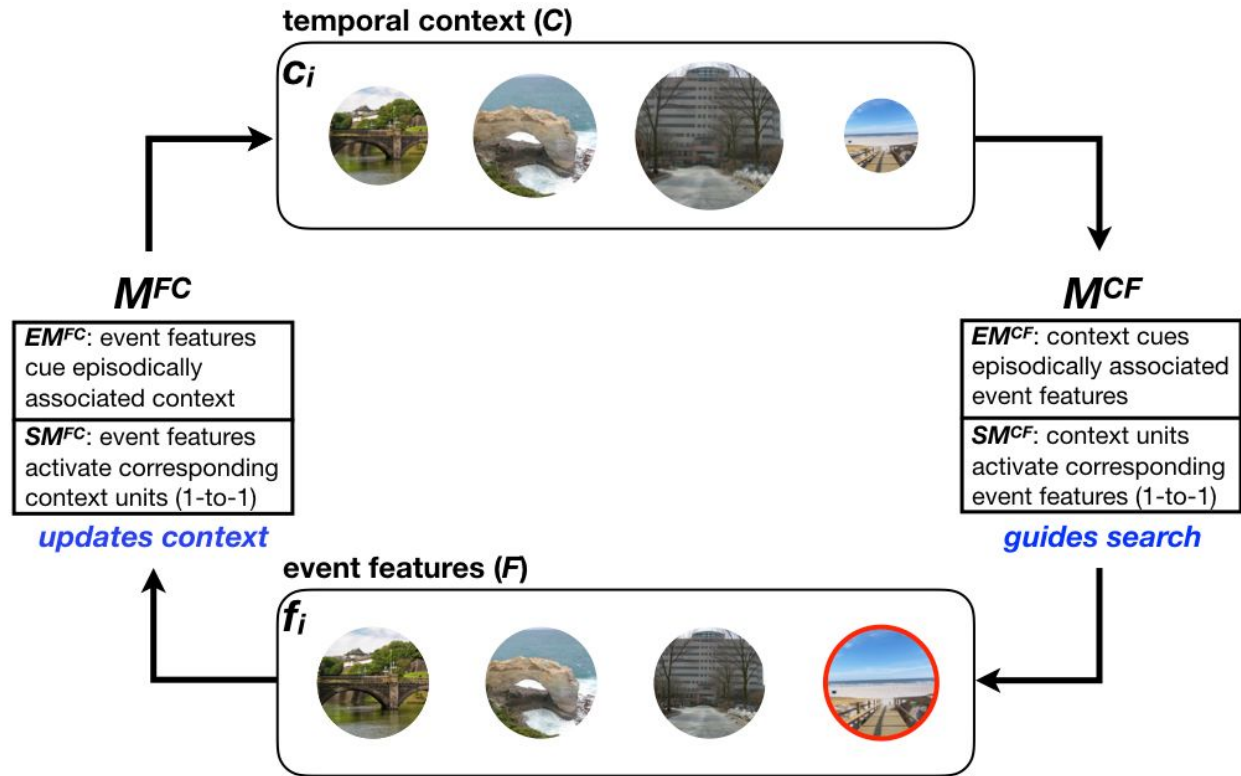 temporal context (C)
ci
MFC
EMFC: event features
cue episodically
associated context
SMFC: event features
activate corresponding
context units (1-to-1)
updates context
MCF
EMCF: context cues
episodically associated
event features
SMCF: context units
activate corresponding
event features (1-to-1)
guides search
event features (F)
fi